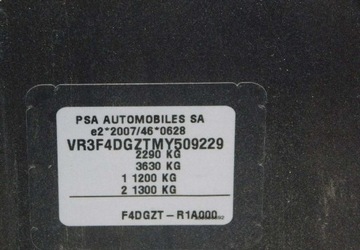 PSA AUTOMOBILES SA
e2*2007/46*0628
VR3F4DGZTMY509229
2290 KG
3630 KG
1 1200 KG
2 1300 KG
F4DGZT – R1A000